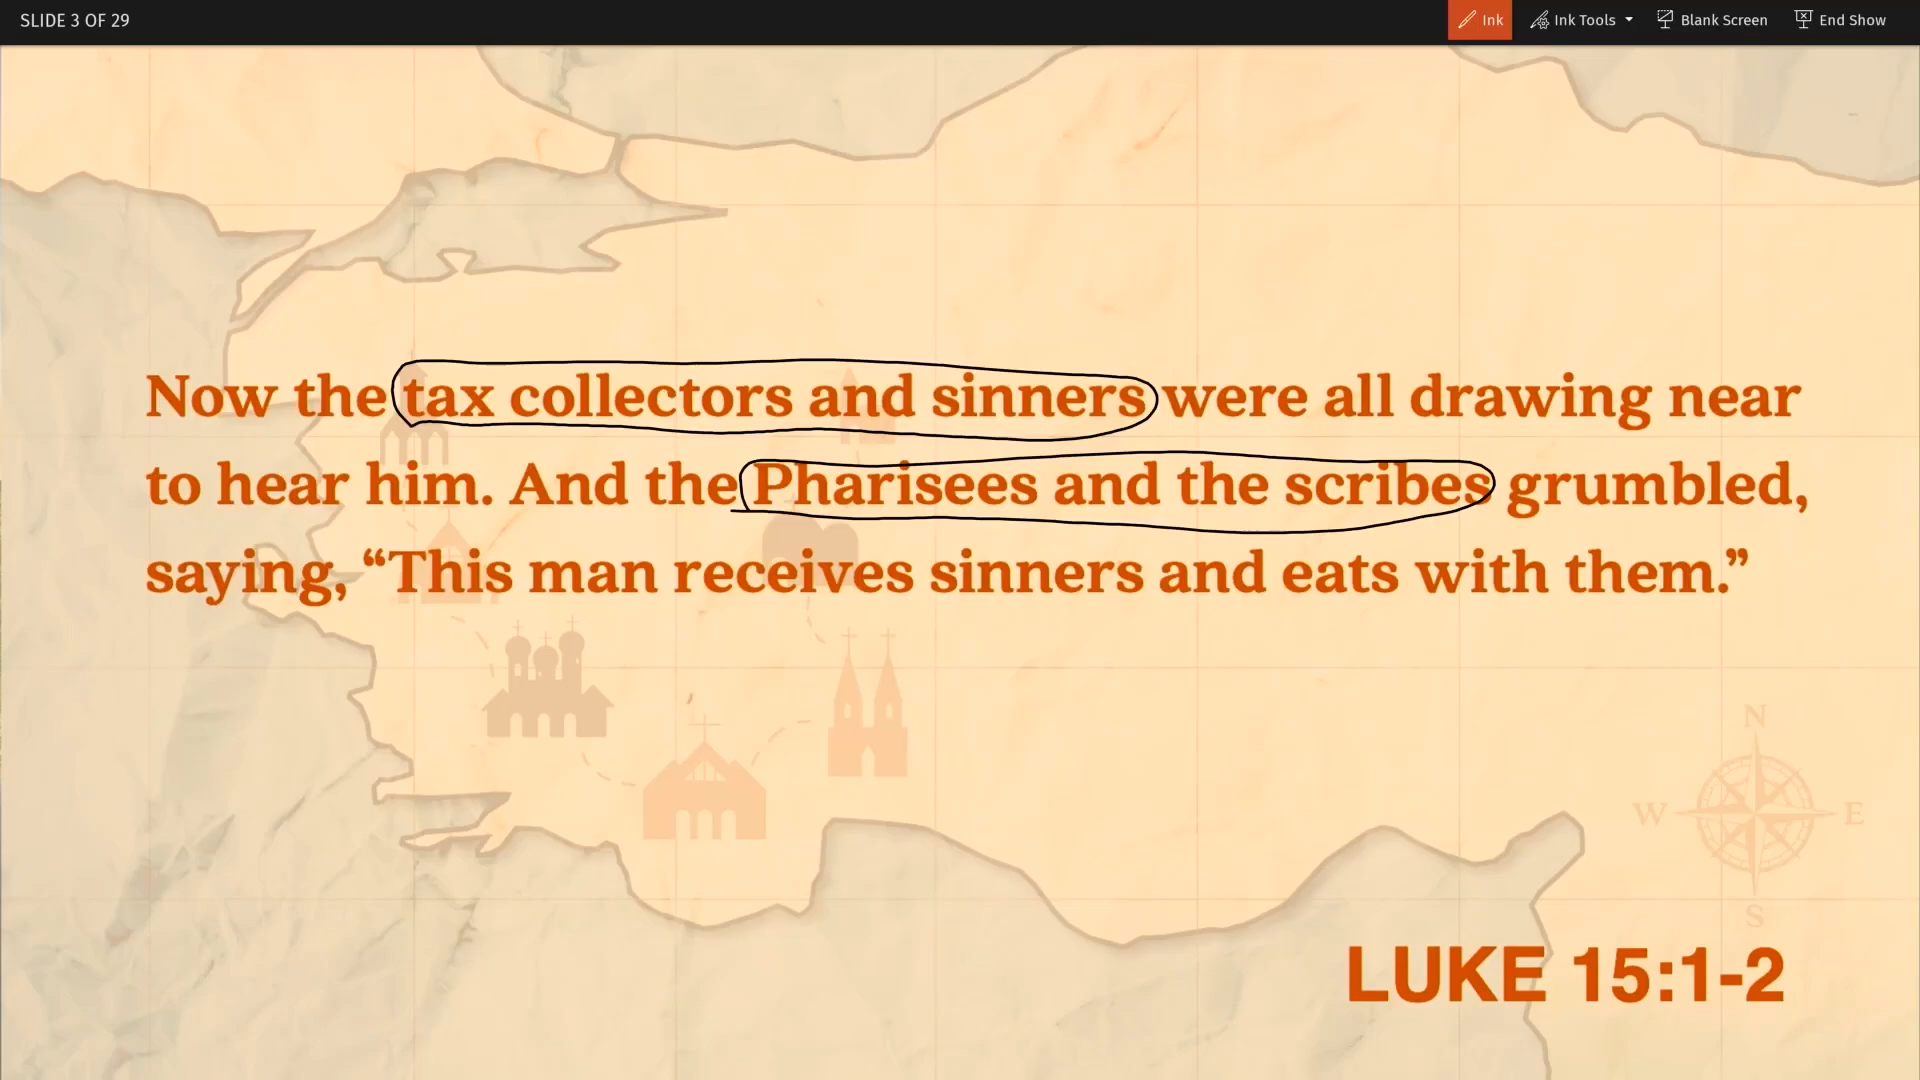 SLIDE 3 OF 29
Ink
Ink Tools
Blank Screen
End Show
Now the tax collectors and sinners were all drawing near
to hear him. And the Pharisees and the scribes grumbled,
saying, “This man receives sinners and eats with them.”
N
W
E
S
LUKE 15:1-2